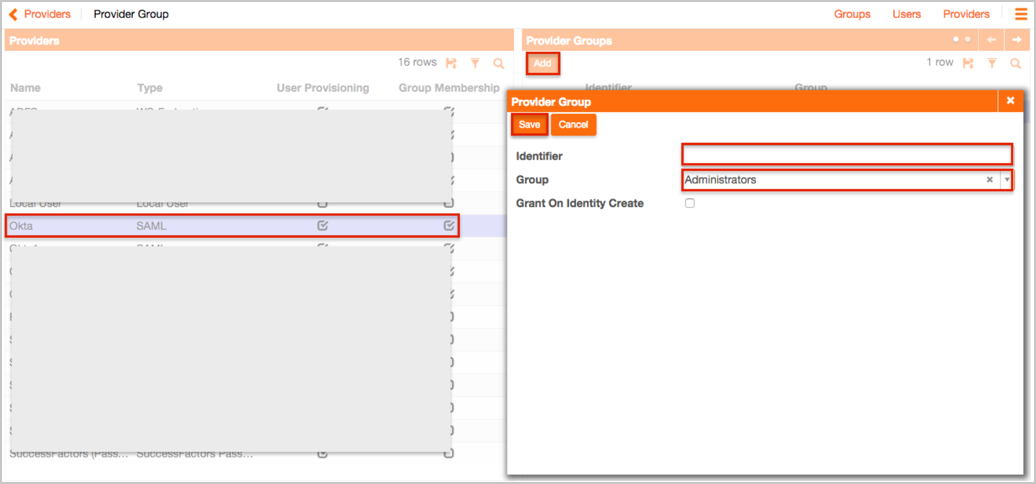 Providers Provider Group Groups Users Providers
Providers
16 rows
Name Type User Provisioning Group Membership
Local User Local User
Okta SAML
SuccessFactors (Pass... SuccessFactors Pass...
Provider Groups
Add 1 row
Identifier Group
Provider Group
Save Cancel
Identifier
Group Administrators
Grant On Identity Create